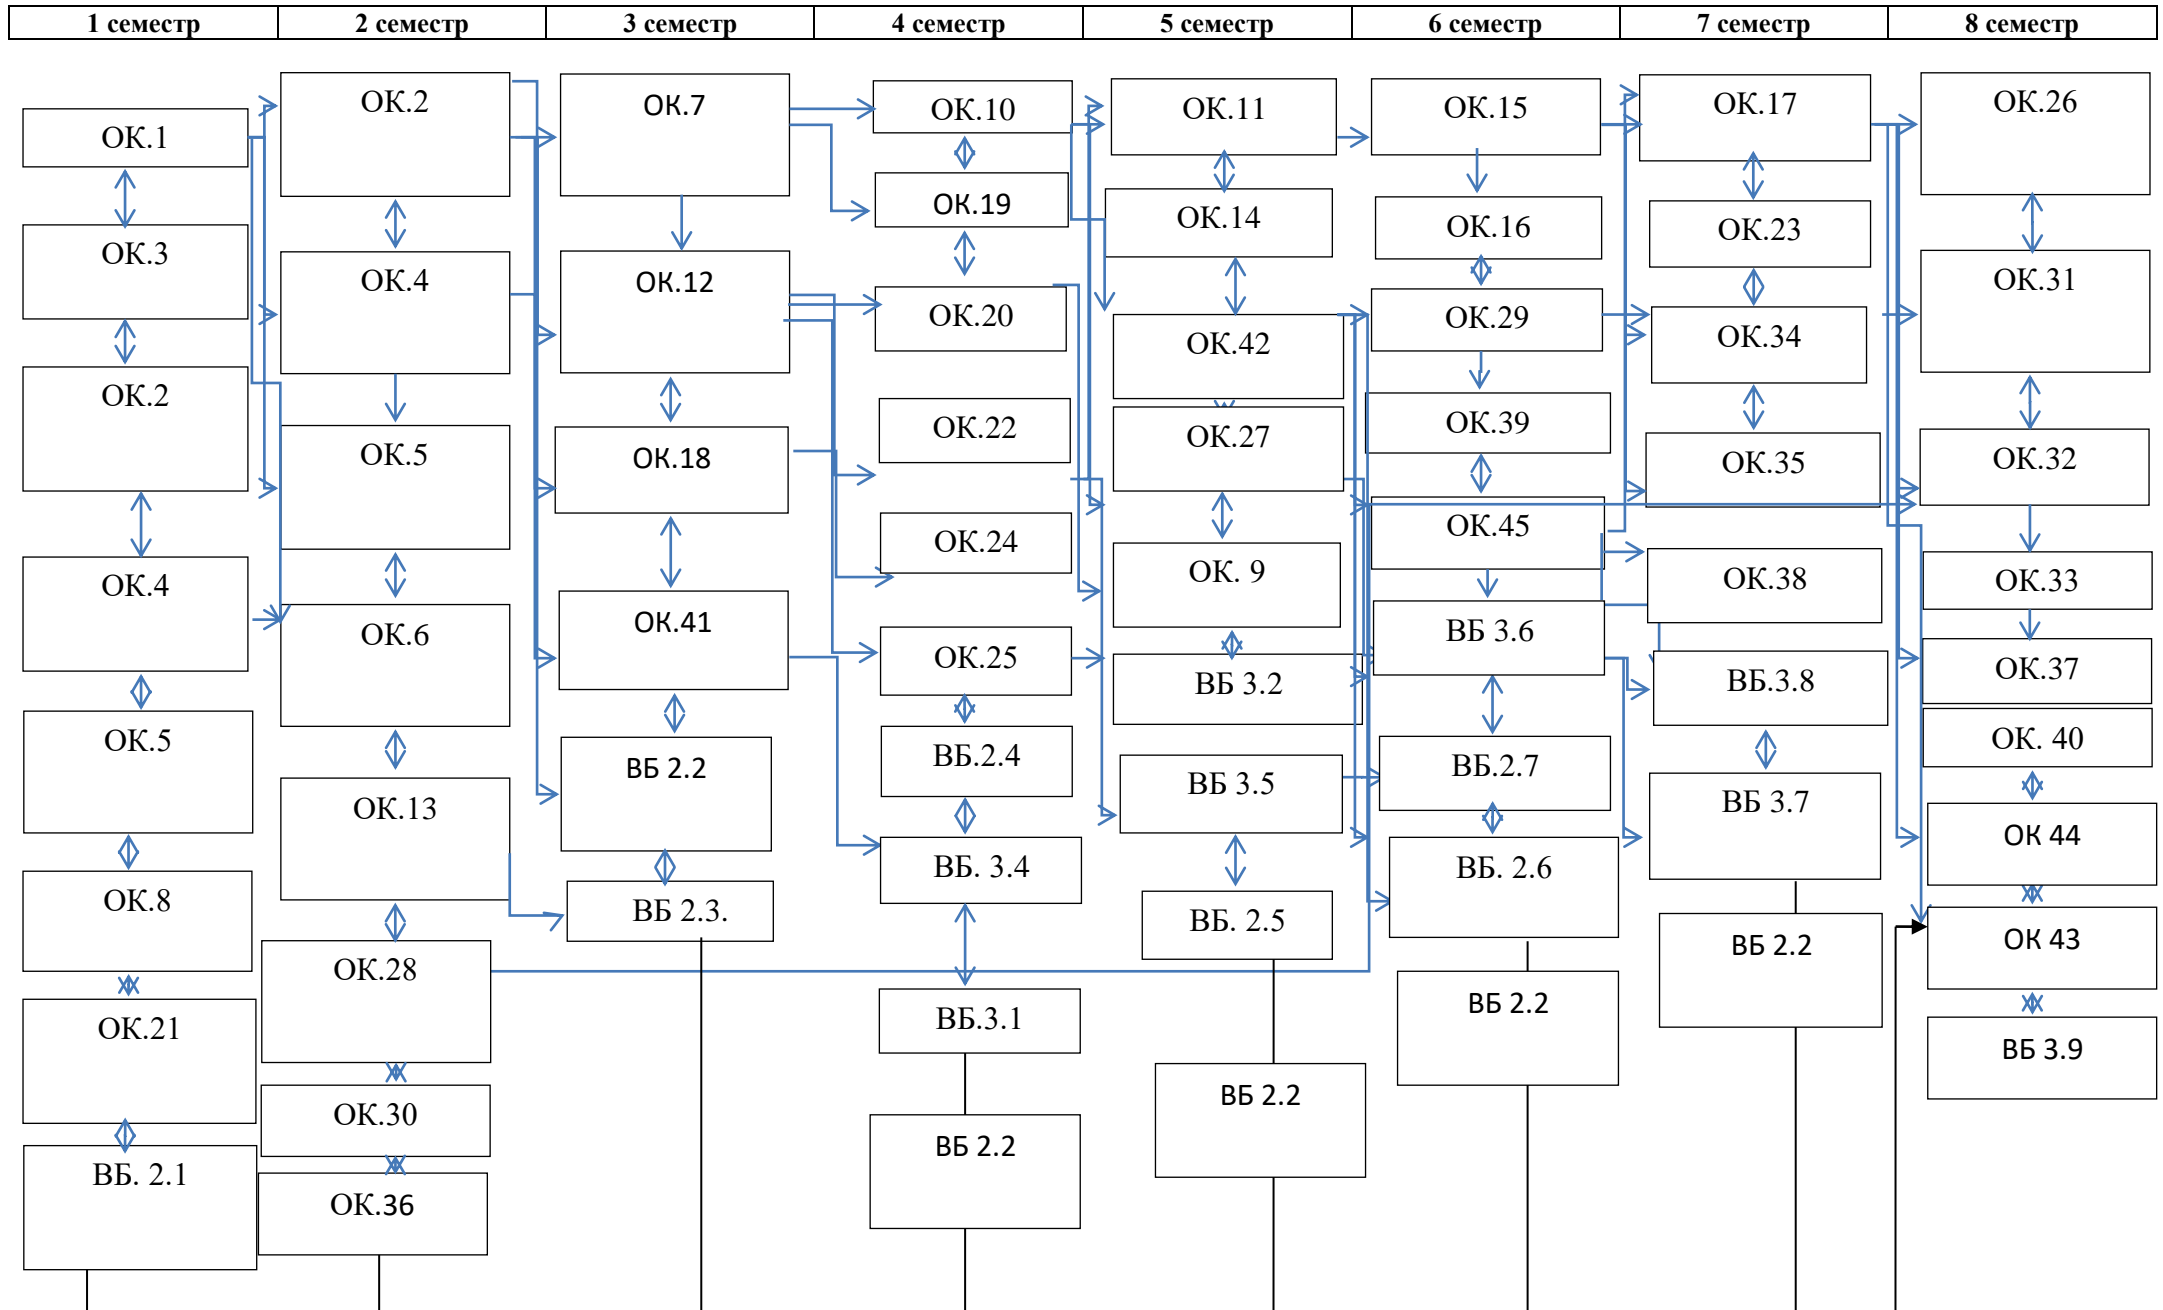 1 семестр
2 семестр
3 семестр
4 семестр
5 семестр
6 семестр
7 семестр
8 семестр
ОК.1
ОК.3
ОК.2
ОК.4
ОК.5
ОК.8
ОК.21
ВБ. 2.1
ОК.2
ОК.4
ОК.5
ОК.6
ОК.13
ОК.28
ОК.30
ОК.36
ОК.7
ОК.12
ОК.18
ОК.41
ВБ 2.2
ВБ 2.3.
ОК.10
ОК.19
ОК.20
ОК.22
ОК.24
ОК.25
ВБ.2.4
ВБ. 3.4
ВБ.3.1
ВБ 2.2
ОК.11
ОК.14
ОК.42
ОК.27
ОК. 9
ВБ 3.2
ВБ 3.5
ВБ. 2.5
ВБ 2.2
ОК.15
ОК.16
ОК.29
ОК.39
ОК.45
ВБ 3.6
ВБ.2.7
ВБ. 2.6
ВБ 2.2
ОК.17
ОК.23
ОК.34
ОК.35
ОК.38
ВБ.3.8
ВБ 3.7
ВБ 2.2
ОК.26
ОК.31
ОК.32
ОК.33
ОК.37
ОК. 40
ОК 44
ОК 43
ВБ 3.9